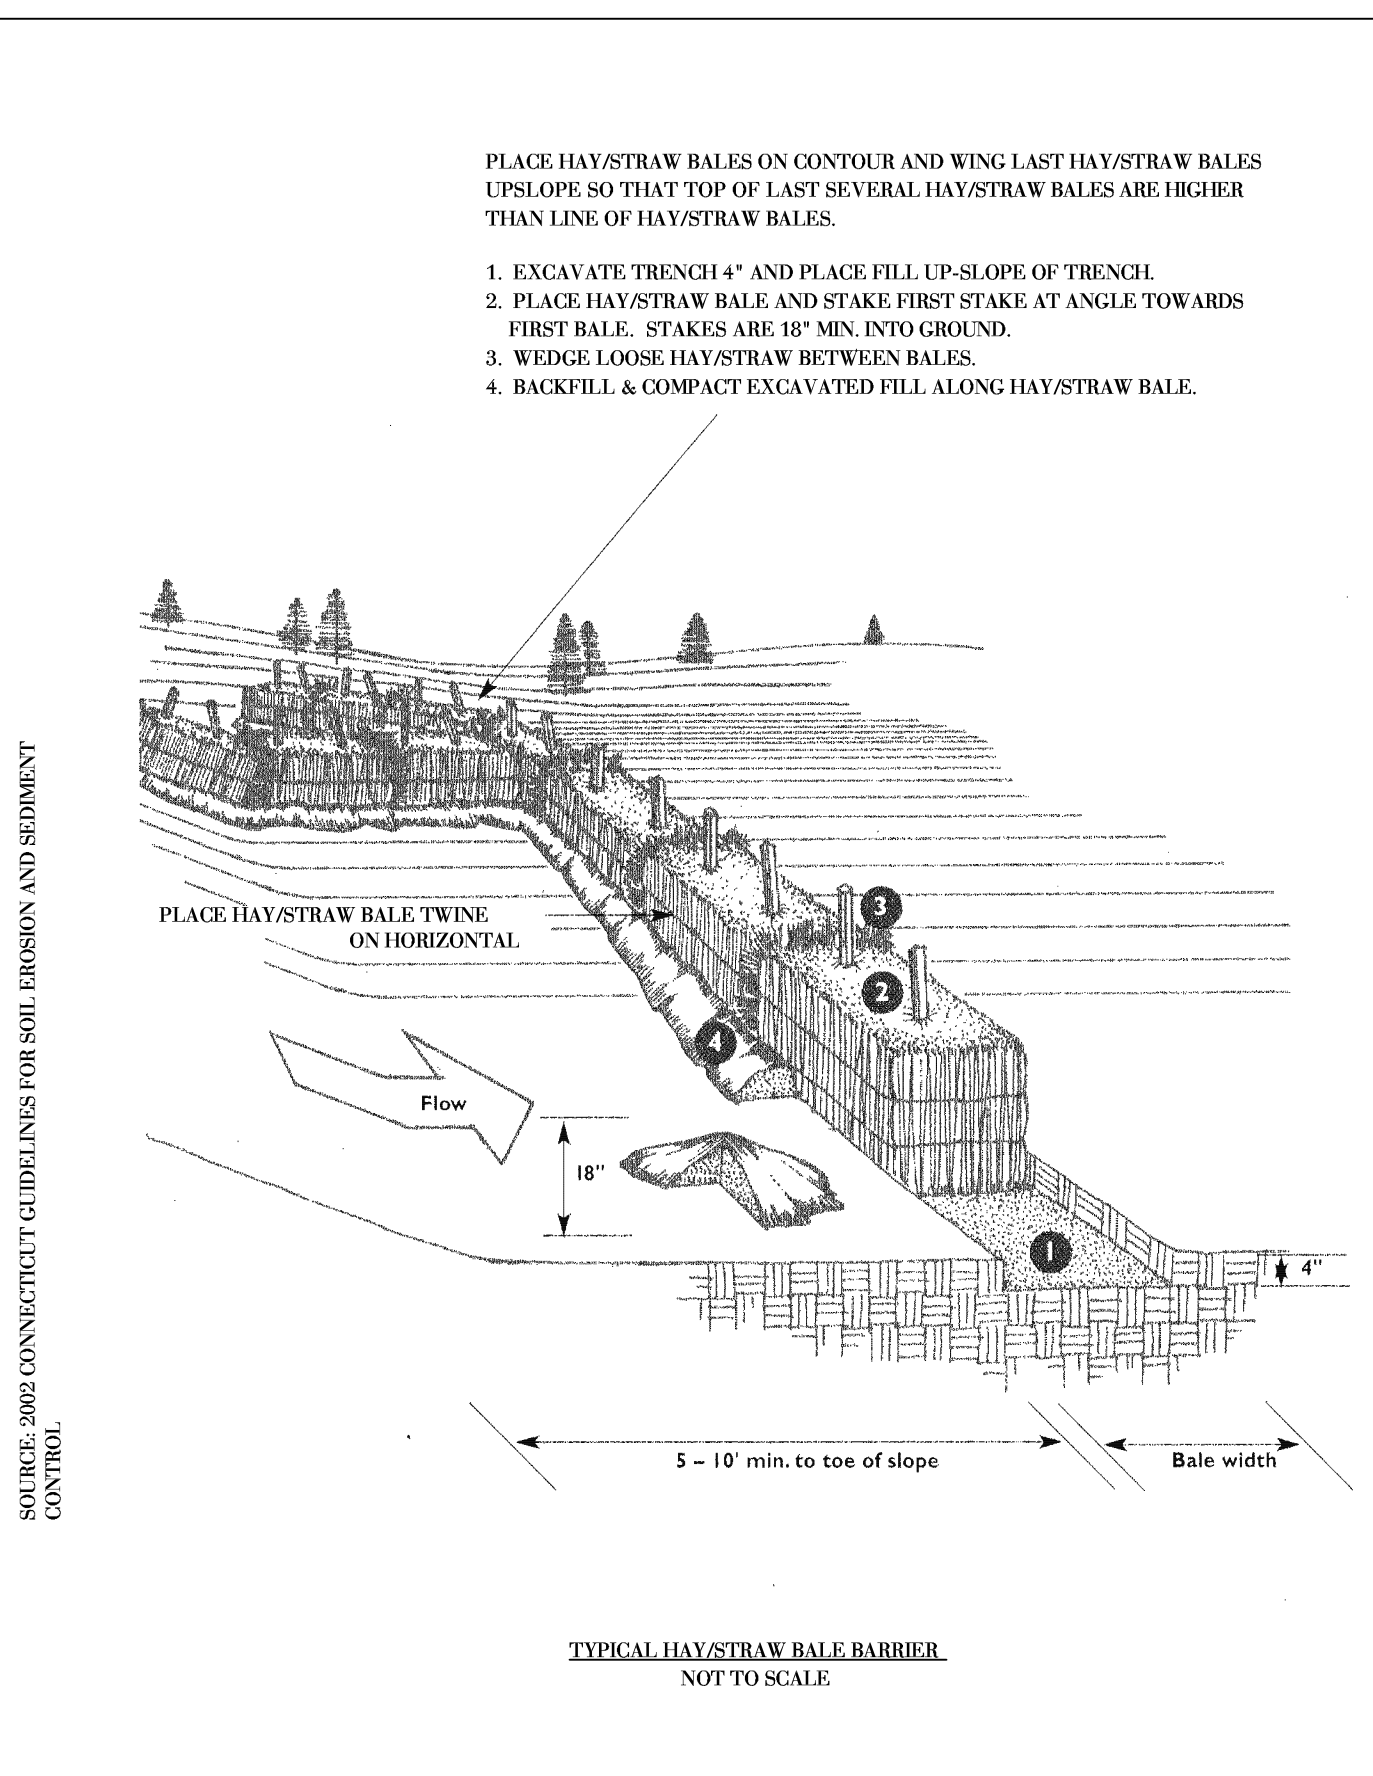 PLACE HAY/STRAW BALES ON CONTOUR AND WING LAST HAY/STRAW BALES
UPSLOPE SO THAT TOP OF LAST SEVERAL HAY/STRAW BALES ARE HIGHER
THAN LINE OF HAY/STRAW BALES.
1. EXCAVATE TRENCH 4" AND PLACE FILL UP-SLOPE OF TRENCH.
2. PLACE HAY/STRAW BALE AND STAKE FIRST STAKE AT ANGLE TOWARDS
FIRST BALE. STAKES ARE 18" MIN. INTO GROUND.
3. WEDGE LOOSE HAY/STRAW BETWEEN BALES.
4. BACKFILL & COMPACT EXCAVATED FILL ALONG HAY/STRAW BALE.
SOURCE: 2002 CONNECTICUT GUIDELINES FOR SOIL EROSION AND SEDIMENT
CONTROL
3
PLACE HAY/STRAW BALE TWINE
ON HORIZONTAL
2
4
Flow
18"
1
4"
5 – 10' min. to toe of slope
Bale width
TYPICAL HAY/STRAW BALE BARRIER
NOT TO SCALE